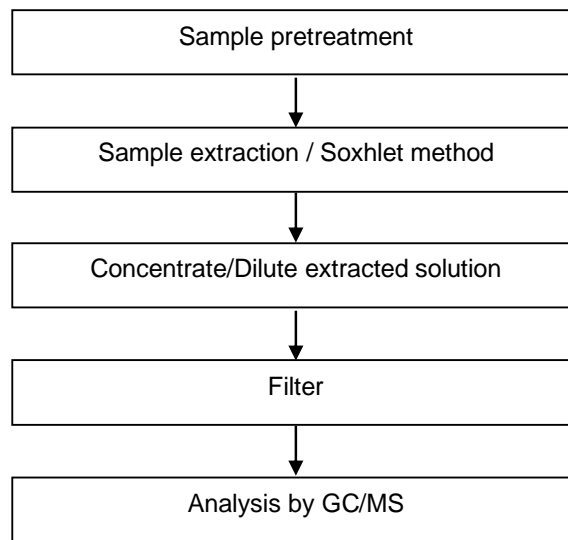 Sample pretreatment
Sample extraction / Soxhlet method
Concentrate/Dilute extracted solution
Filter
Analysis by GC/MS